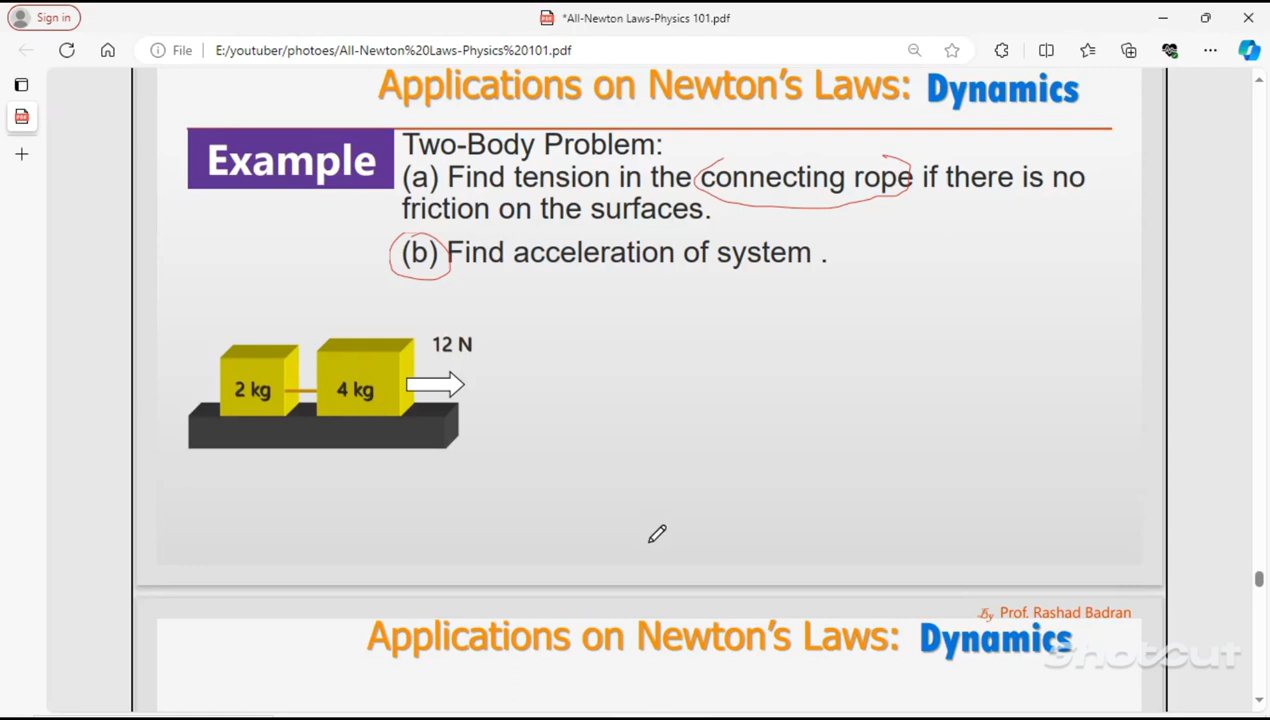 Sign in
*All-Newton Laws-Physics 101.pdf
File
E:/youtuber/photoes/All-Newton%20Laws-Physics%20101.pdf
Applications on Newton's Laws: Dynamics
Example
Two-Body Problem:
(a) Find tension in the connecting rope if there is no
friction on the surfaces.
(b) Find acceleration of system .
12 N
2 kg
4 kg
By Prof. Rashad Badran
Applications on Newton's Laws: Dynamics
shotcut